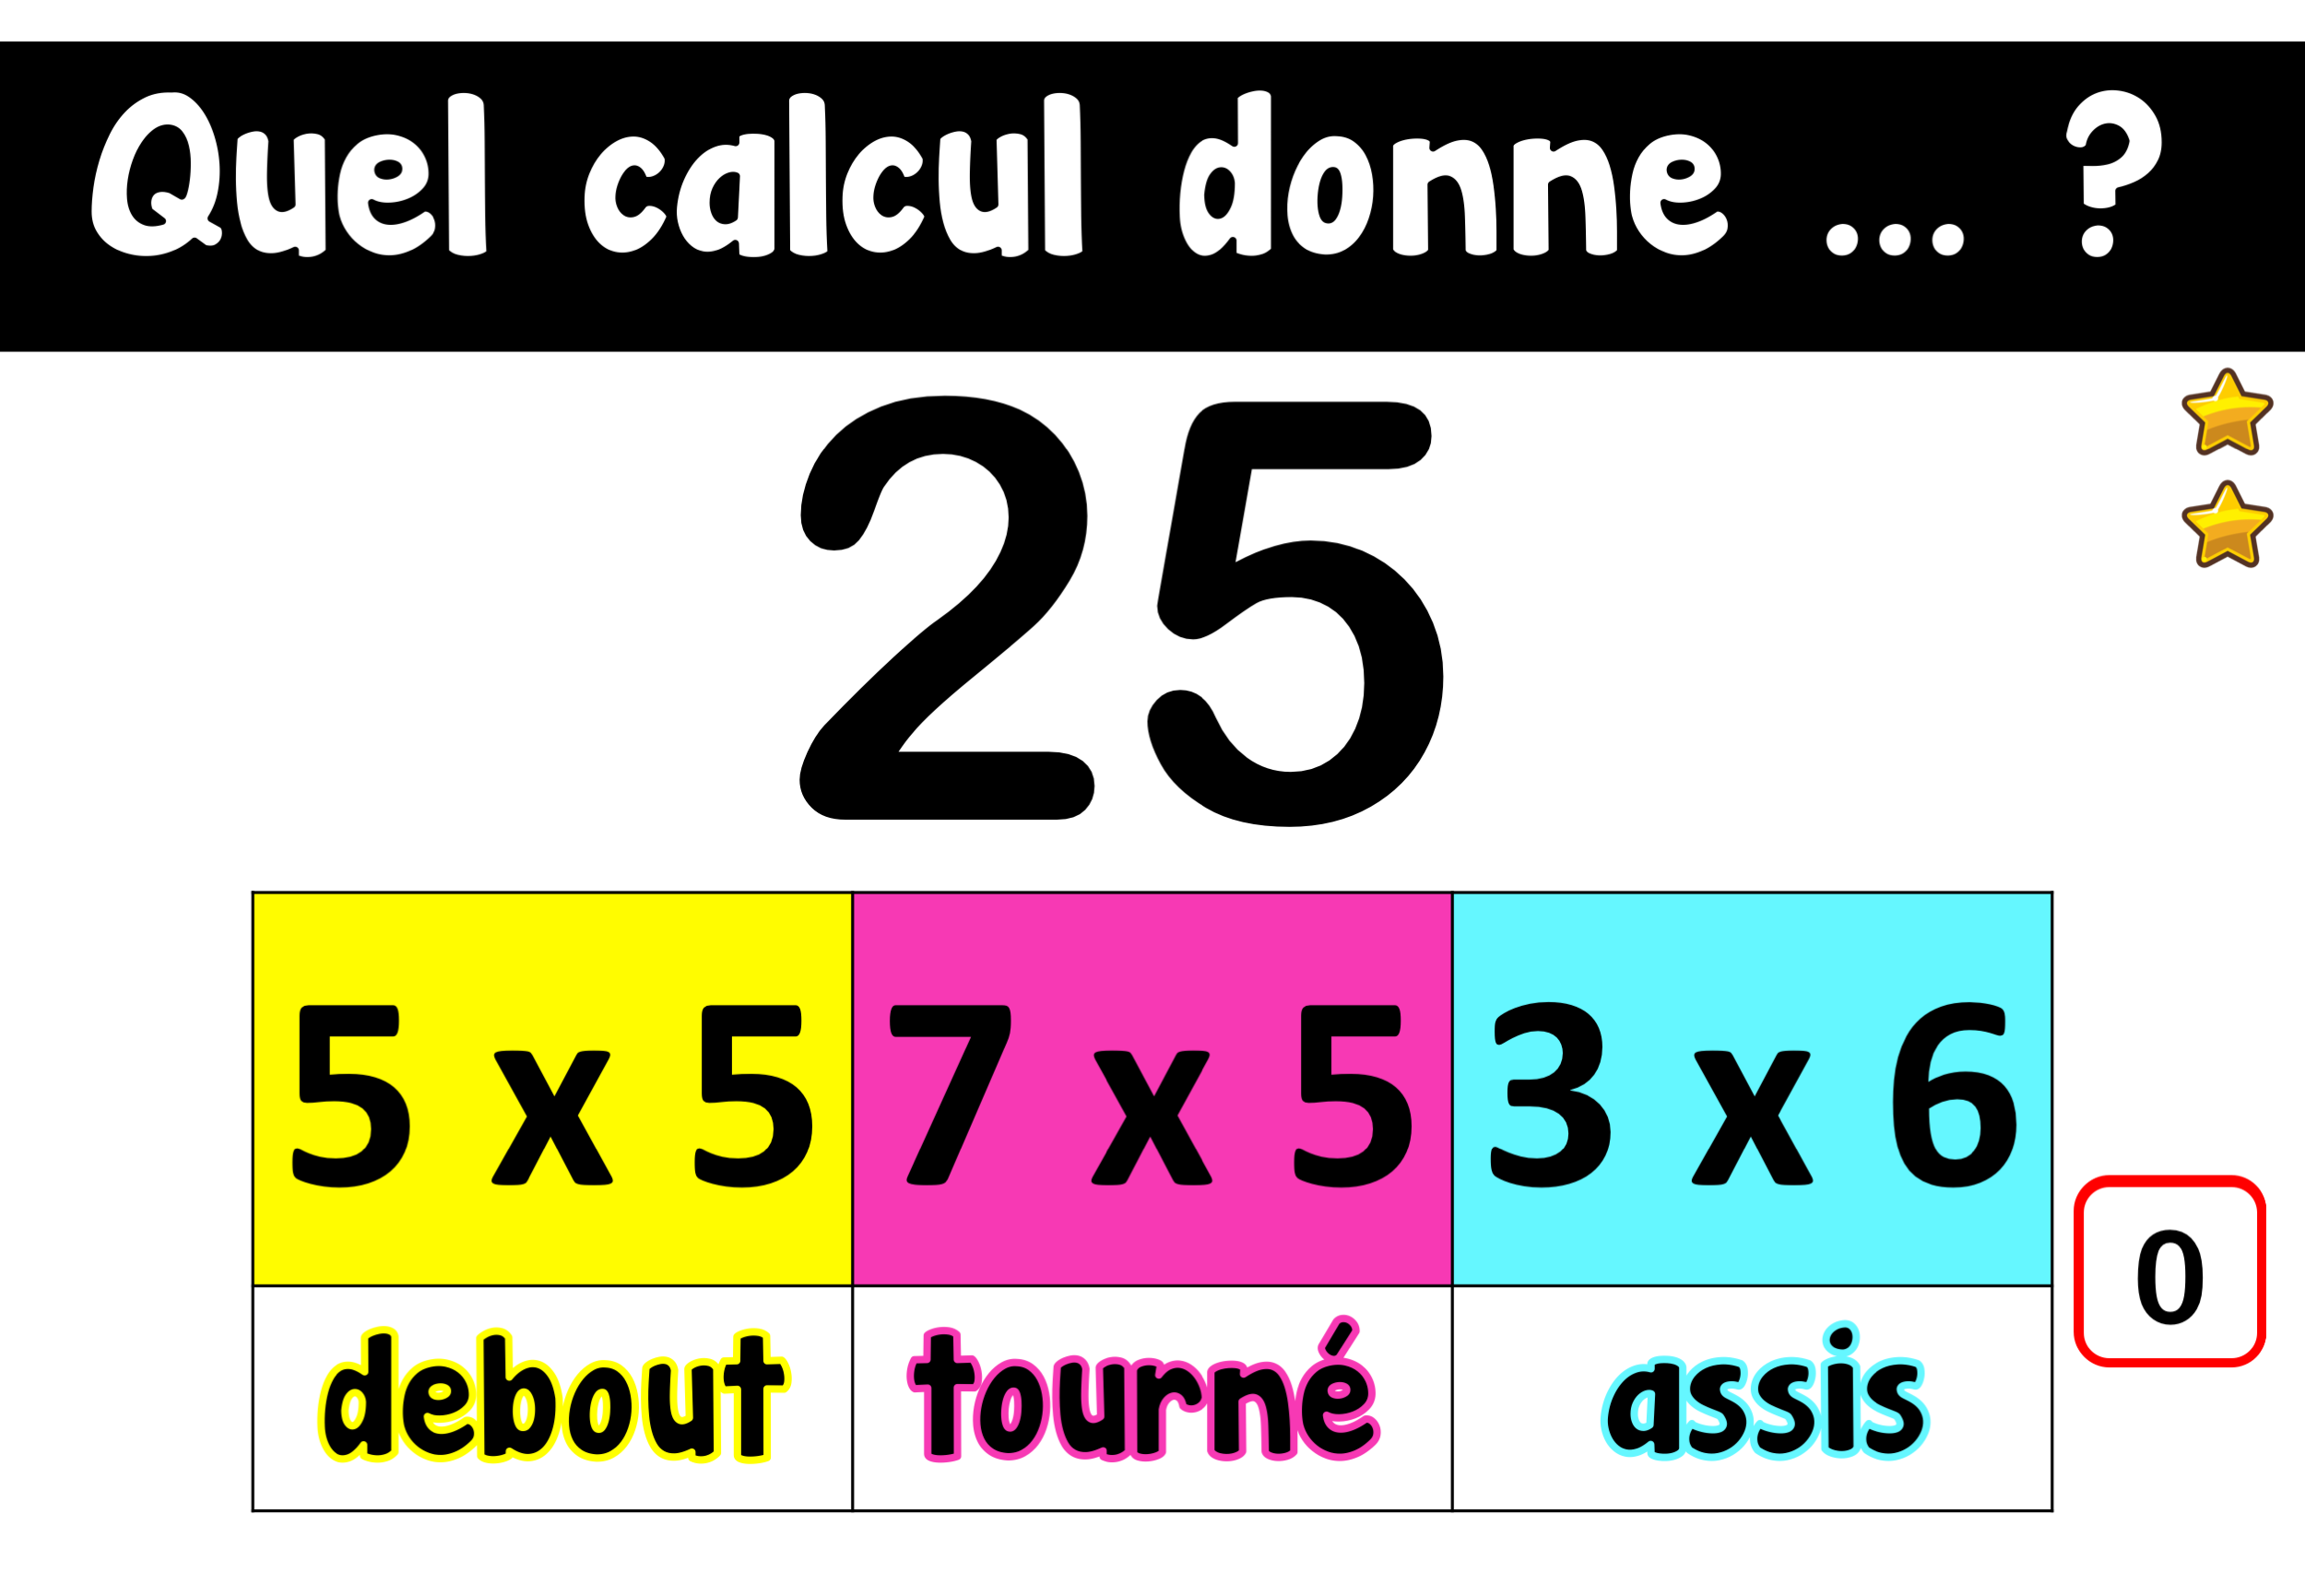 Quel calcul donne ... ?
25
5 x 5 7 x 5 3 x 6
0
debout tourné assis